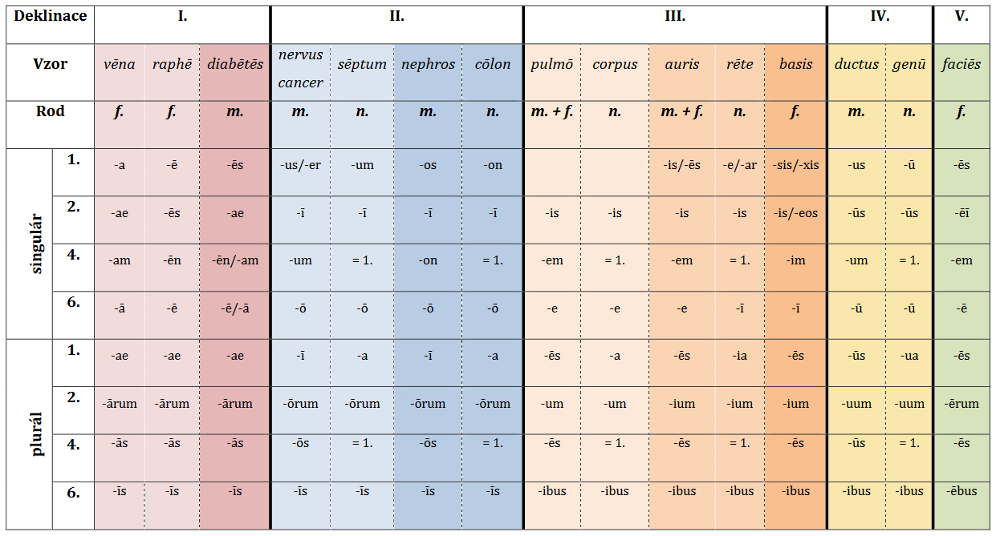 Deklinace I. II. III. IV. V.
Vzor vēna raphē diabētēs nervus cancer sēptum nephros cōlon pulmō corpus auris rēte basis ductus genū faciēs
Rod f. f. m. m. n. m. n. m. + f. n. m. + f. n. f. m. n. f.
singulár
1. -a -ē -ēs -us/-er -um -os -on -is/-ēs -e/-ar -sis/-xis -us -ū -ēs
2. -ae -ēs -ae -ī -ī -ī -ī -is -is -is -is -is/-eos -ūs -ūs -ēī
4. -am -ēn -ēn/-am -um = 1. -on = 1. -em = 1. -em = 1. -im -um = 1. -em
6. -ā -ē -ē/-ā -ō -ō -ō -ō -e -e -e -ī -ī -ū -ū -ē
plurál
1. -ae -ae -ae -ī -a -ī -a -ēs -a -ēs -ia -ēs -ūs -ua -ēs
2. -ārum -ārum -ārum -ōrum -ōrum -ōrum -ōrum -um -um -ium -ium -ium -uum -uum -ērum
4. -ās -ās -ās -ōs = 1. -ōs = 1. -ēs = 1. -ēs = 1. -ēs -ūs = 1. -ēs
6. -īs -īs -īs -īs -īs -īs -īs -ibus -ibus -ibus -ibus -ibus -ibus -ibus -ēbus